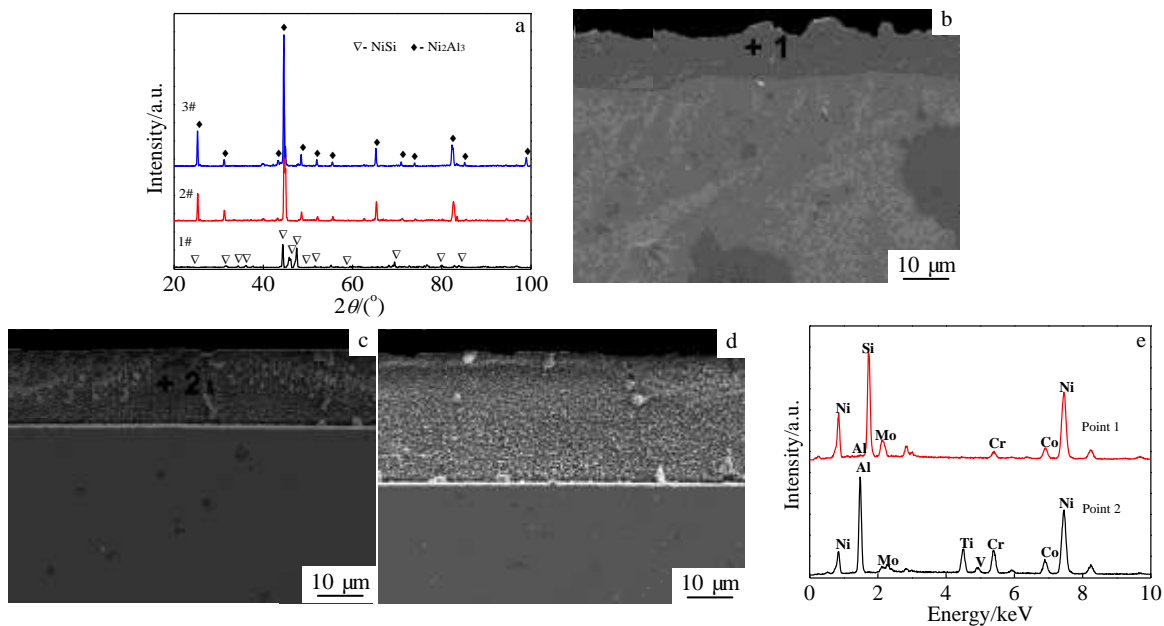 a
▽- NiSi ♦- Ni2Al3
3#
2#
1#
Intensity/a.u.
20 40 60 80 100
2θ/(°)
b
+ 1
10 μm
c
+ 2
10 μm
d
10 μm
e
Si
Ni
Ni
Mo
Al
Cr
Co
Point 1
Al
Ni
Ni
Ti
Cr
Mo
V
Co
Point 2
Intensity/a.u.
0 2 4 6 8 10
Energy/keV